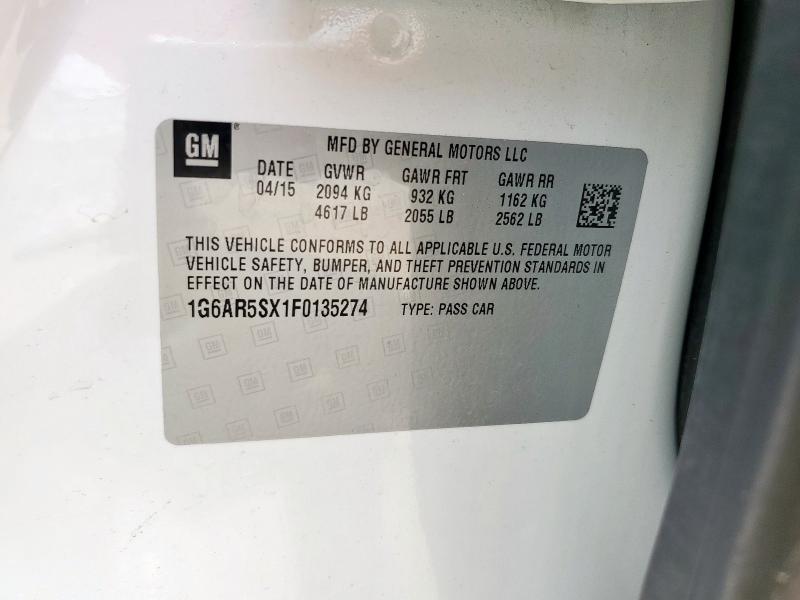 GM
MFD BY GENERAL MOTORS LLC
DATE GVWR GAWR FRT GAWR RR
04/15 2094 KG 932 KG 1162 KG
4617 LB 2055 LB 2562 LB
THIS VEHICLE CONFORMS TO ALL APPLICABLE U.S. FEDERAL MOTOR
VEHICLE SAFETY, BUMPER, AND THEFT PREVENTION STANDARDS IN
EFFECT ON THE DATE OF MANUFACTURE SHOWN ABOVE.
1G6AR5SX1F0135274 TYPE: PASS CAR